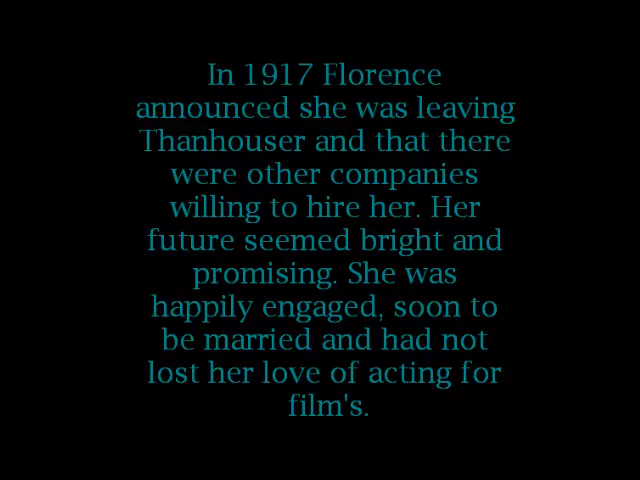 In 1917 Florence
announced she was leaving
Thanhouser and that there
were other companies
willing to hire her. Her
future seemed bright and
promising. She was
happily engaged, soon to
be married and had not
lost her love of acting for
film's.